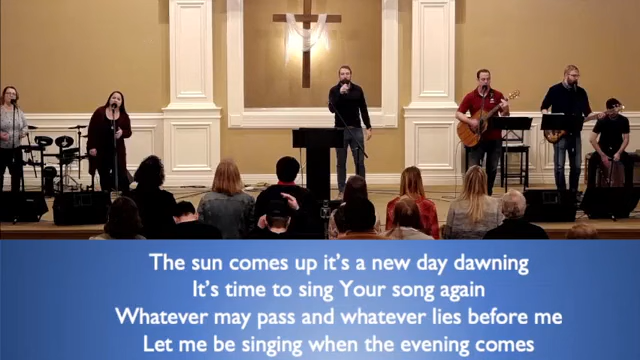 The sun comes up it's a new day dawning
It's time to sing Your song again
Whatever may pass and whatever lies before me
Let me be singing when the evening comes